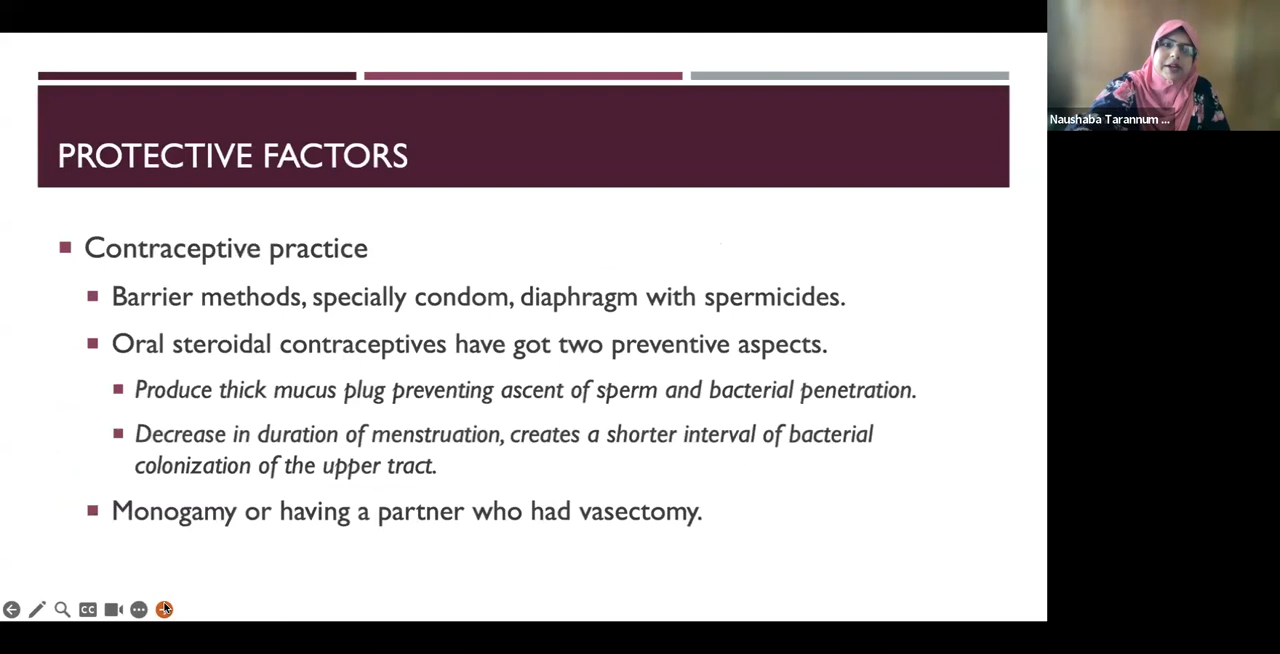 PROTECTIVE FACTORS
Contraceptive practice
Barrier methods, specially condom, diaphragm with spermicides.
Oral steroidal contraceptives have got two preventive aspects.
Produce thick mucus plug preventing ascent of sperm and bacterial penetration.
Decrease in duration of menstruation, creates a shorter interval of bacterial
colonization of the upper tract.
Monogamy or having a partner who had vasectomy.
CC
Naushaba Tarannum ...